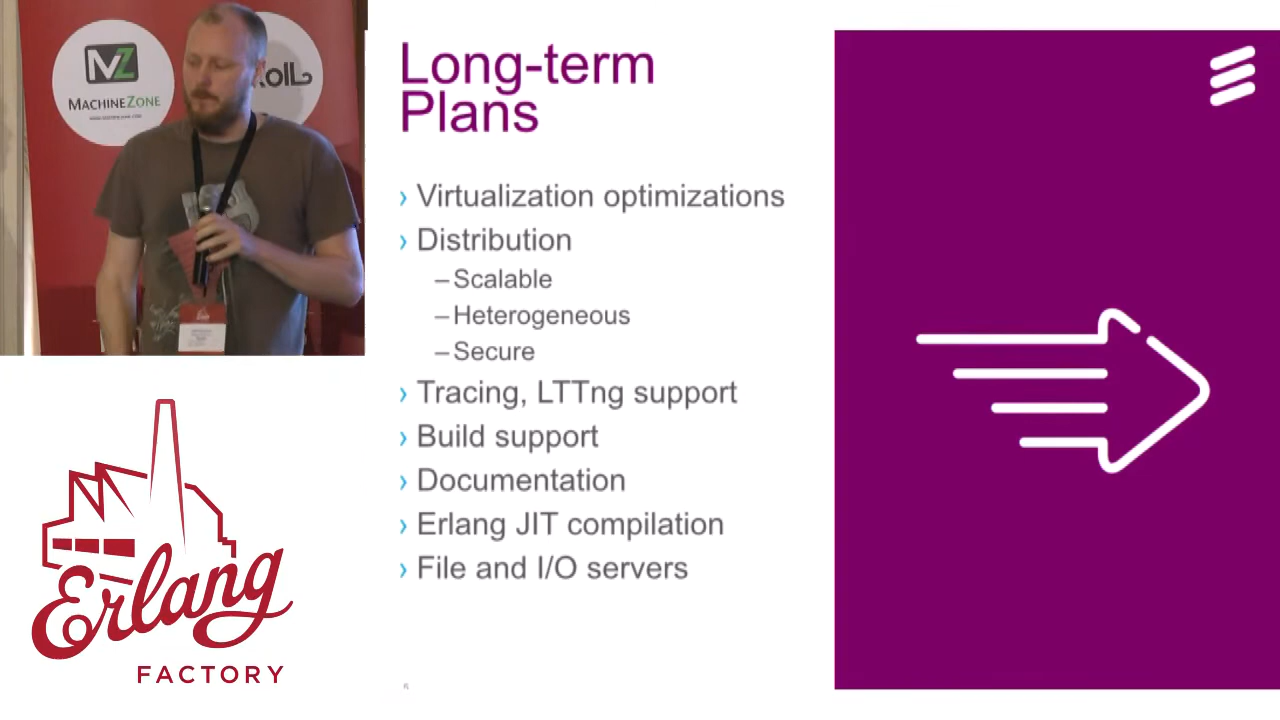 MZ
MACHINEZONE
Long-term
Plans
› Virtualization optimizations
› Distribution
– Scalable
– Heterogeneous
– Secure
› Tracing, LTTng support
› Build support
› Documentation
› Erlang JIT compilation
› File and I/O servers
Erlang
FACTORY